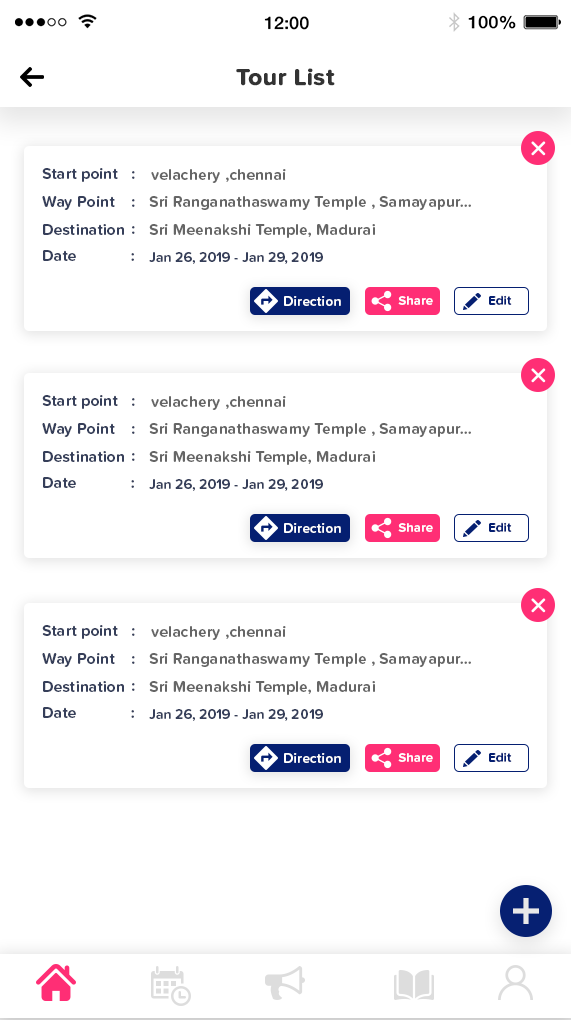 12:00 100%
Tour List
Start point : velachery ,chennai
Way Point : Sri Ranganathaswamy Temple , Samayapur...
Destination : Sri Meenakshi Temple, Madurai
Date : Jan 26, 2019 - Jan 29, 2019
Direction Share Edit
Start point : velachery ,chennai
Way Point : Sri Ranganathaswamy Temple , Samayapur...
Destination : Sri Meenakshi Temple, Madurai
Date : Jan 26, 2019 - Jan 29, 2019
Direction Share Edit
Start point : velachery ,chennai
Way Point : Sri Ranganathaswamy Temple , Samayapur...
Destination : Sri Meenakshi Temple, Madurai
Date : Jan 26, 2019 - Jan 29, 2019
Direction Share Edit